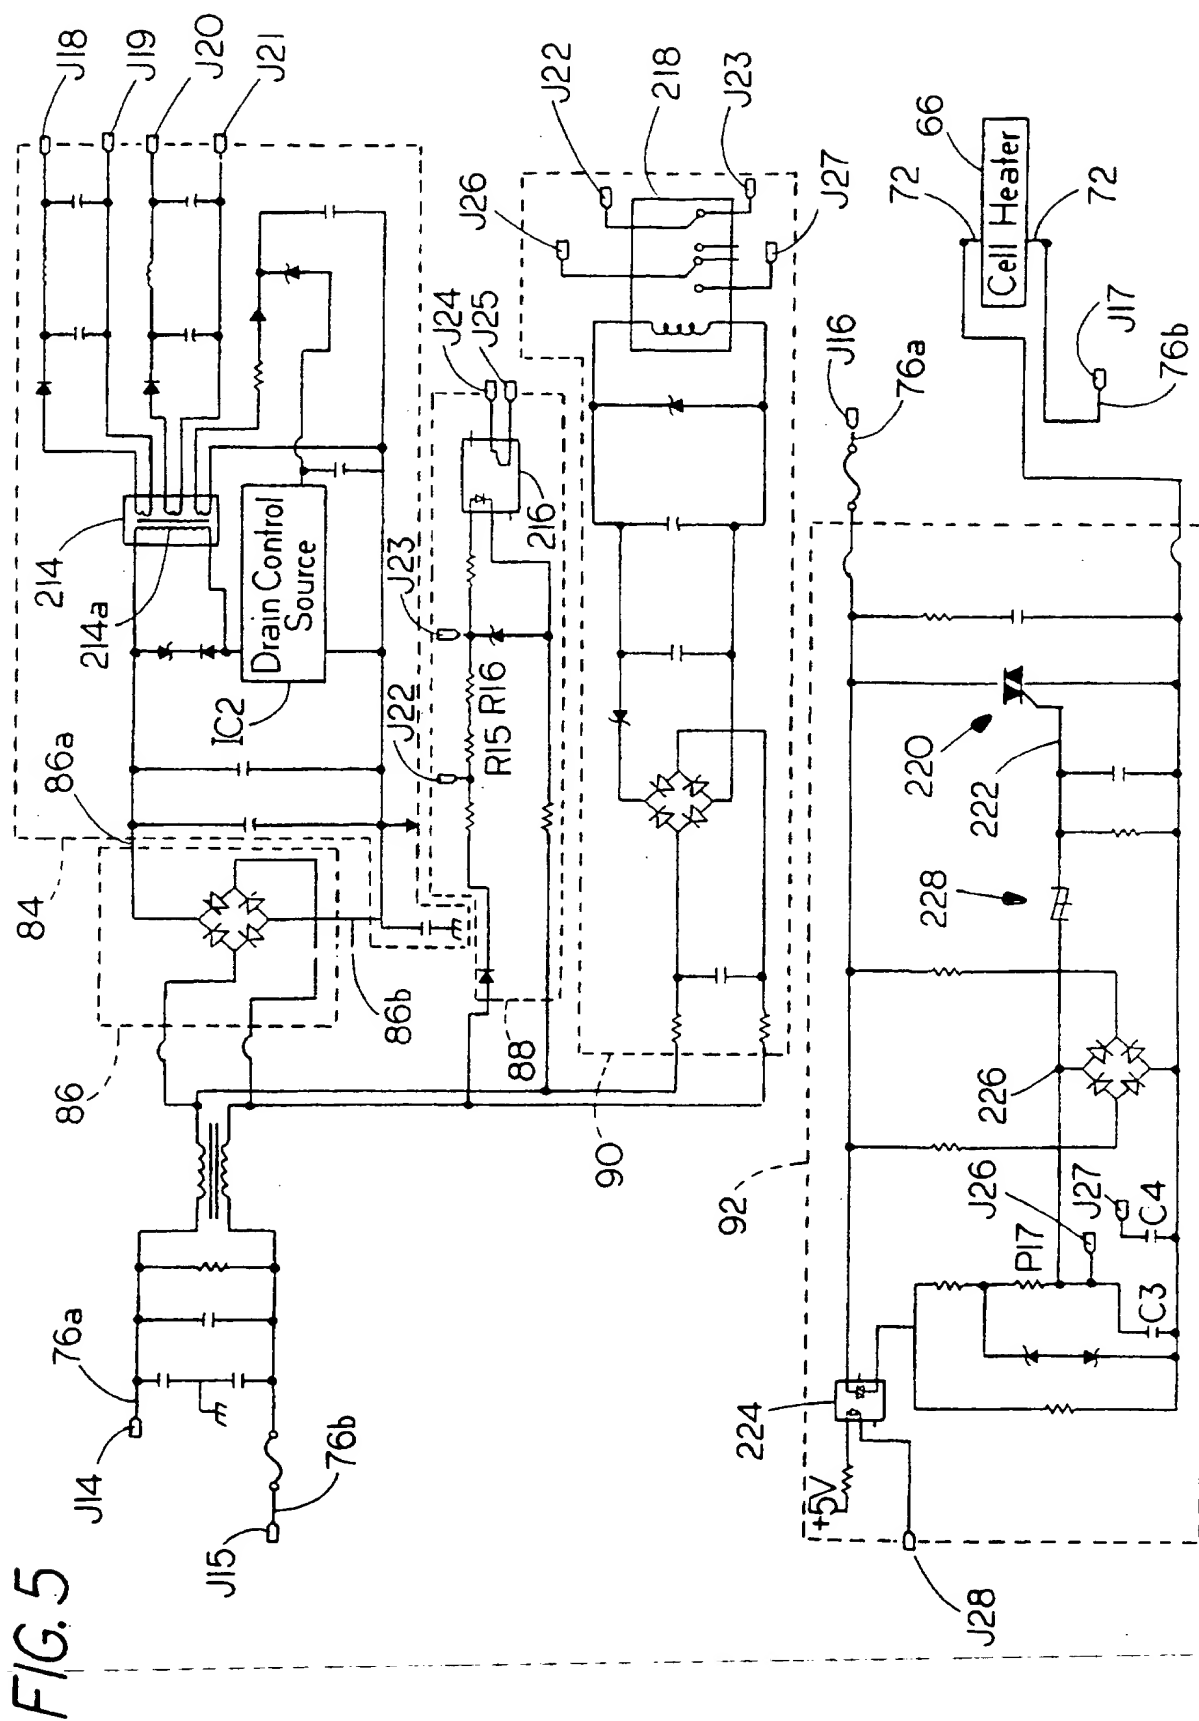 FIG. 5
J14
76a
J15
76b
86
84
86a
214
214a
IC2
Drain Control
Source
J18
J19
J20
J21
86b
88
J22
R15
R16
J23
216
J24
J25
90
J26
J22
218
J23
J27
92
224
+5V
J28
P17
C3
J26
J27
C4
226
228
222
220
J16
76a
72
66
Cell Heater
72
J17
76b